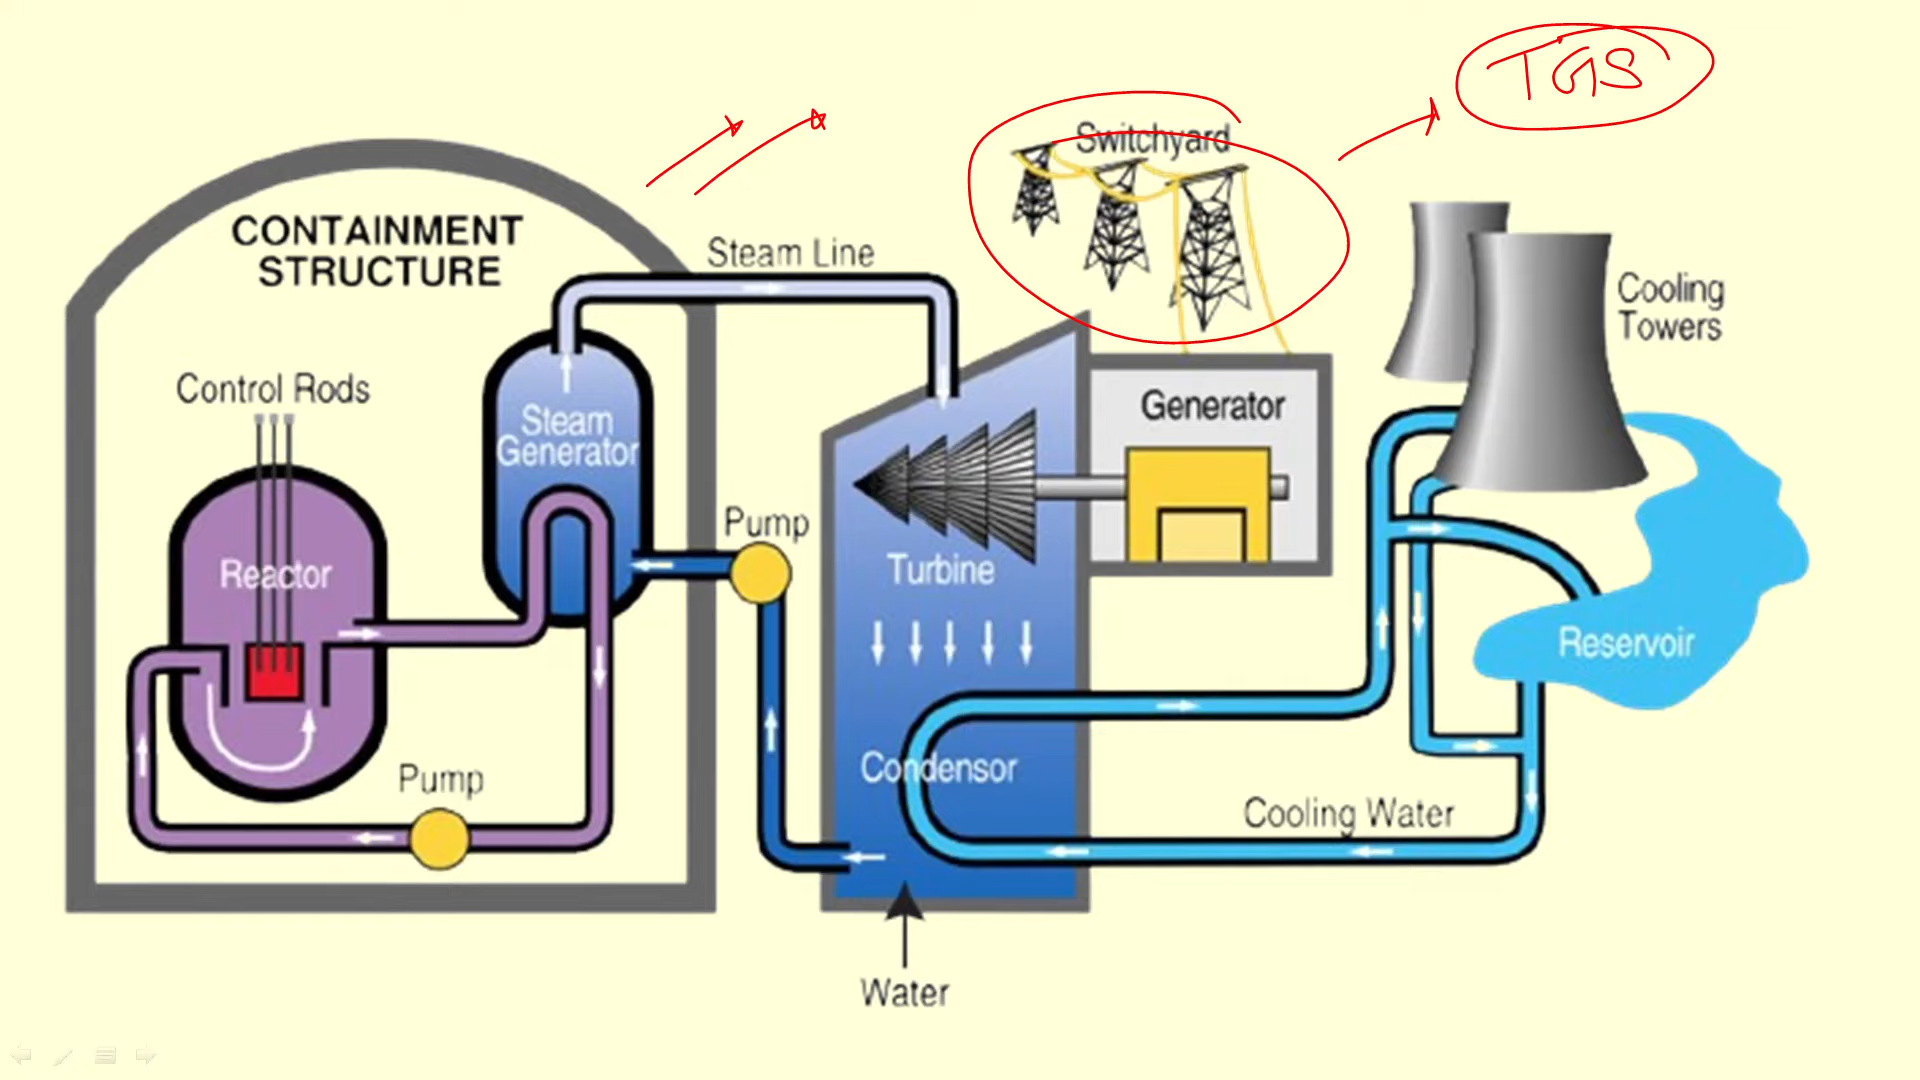 TGS
Switchyard
CONTAINMENT
STRUCTURE
Steam Line
Cooling
Towers
Control Rods
Steam
Generator
Generator
Pump
Reactor
Turbine
Reservoir
Pump
Condensor
Cooling Water
Water